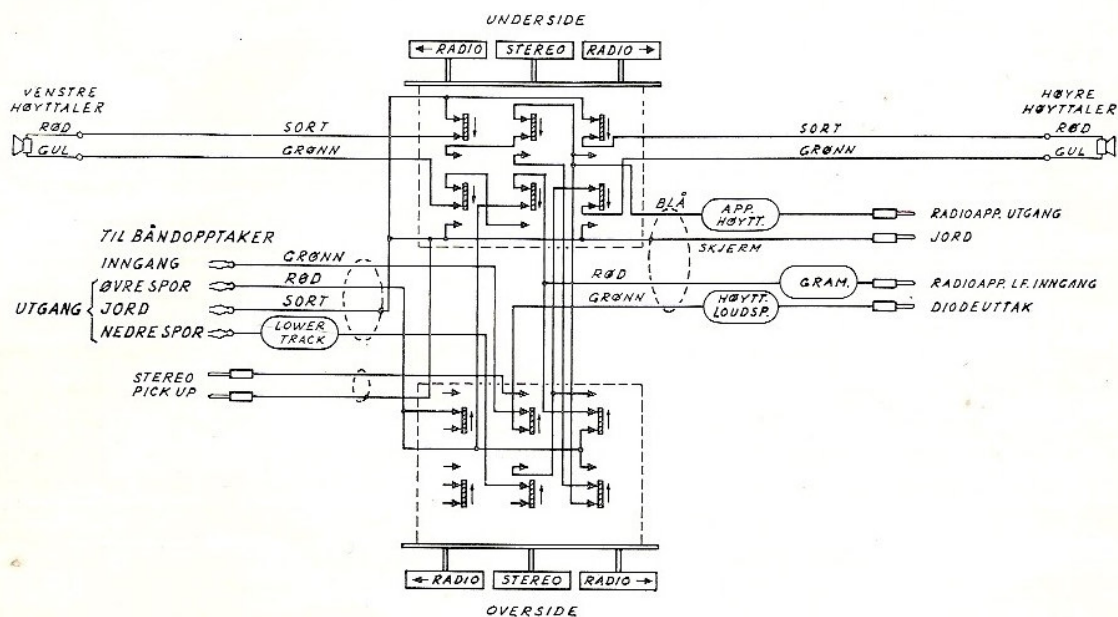 UNDERSIDE
← RADIO STEREO RADIO →
VENSTRE HØYTTALER
RØD SORT
GUL GRØNN
HØYRE HØYTTALER
SORT RØD
GRØNN GUL
BLÅ APP. HØYTT. RADIOAPP. UTGANG
SKJERM JORD
RØD GRAM. RADIOAPP. LF. INNGANG
GRØNN HØYTT. LOUDSP. DIODEUTTAK
TIL BÅNDOPPTAKER
INNGANG GRØNN
UTGANG
ØVRE SPOR RØD
JORD SORT
NEDRE SPOR LOWER TRACK
STEREO
PICK UP
← RADIO STEREO RADIO →
OVERSIDE